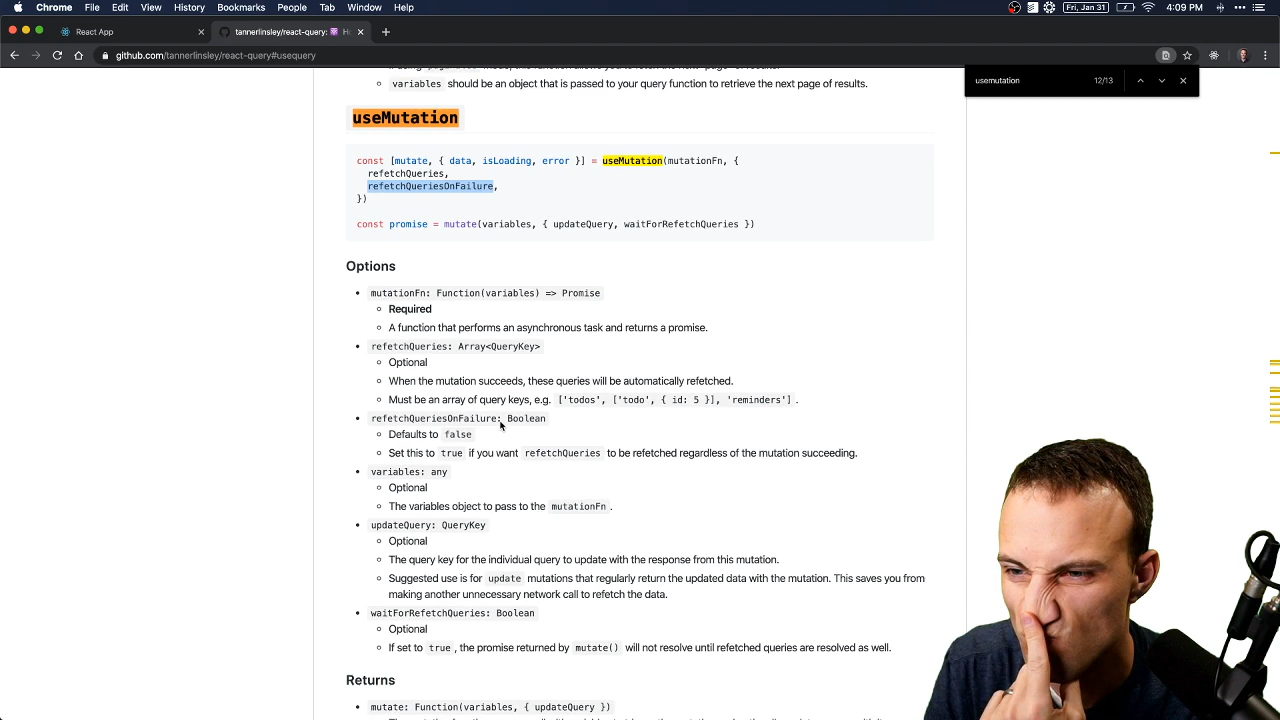 Chrome File Edit View History Bookmarks People Tab Window Help
Fri, Jan 31 4:09 PM
React App
tannerlinsley/react-query:
github.com/tannerlinsley/react-query#usequery
usemutation 12/13
variables should be an object that is passed to your query function to retrieve the next page of results.
useMutation
const [mutate, { data, isLoading, error }] = useMutation(mutationFn, {
refetchQueries,
refetchQueriesOnFailure,
})
const promise = mutate(variables, { updateQuery, waitForRefetchQueries })
Options
mutationFn: Function(variables) => Promise
Required
A function that performs an asynchronous task and returns a promise.
refetchQueries: Array<QueryKey>
Optional
When the mutation succeeds, these queries will be automatically refetched.
Must be an array of query keys, e.g. ['todos', ['todo', { id: 5 }], 'reminders'] .
refetchQueriesOnFailure: Boolean
Defaults to false
Set this to true if you want refetchQueries to be refetched regardless of the mutation succeeding.
variables: any
Optional
The variables object to pass to the mutationFn .
updateQuery: QueryKey
Optional
The query key for the individual query to update with the response from this mutation.
Suggested use is for update mutations that regularly return the updated data with the mutation. This saves you from
making another unnecessary network call to refetch the data.
waitForRefetchQueries: Boolean
Optional
If set to true , the promise returned by mutate() will not resolve until refetched queries are resolved as well.
Returns
mutate: Function(variables, { updateQuery })